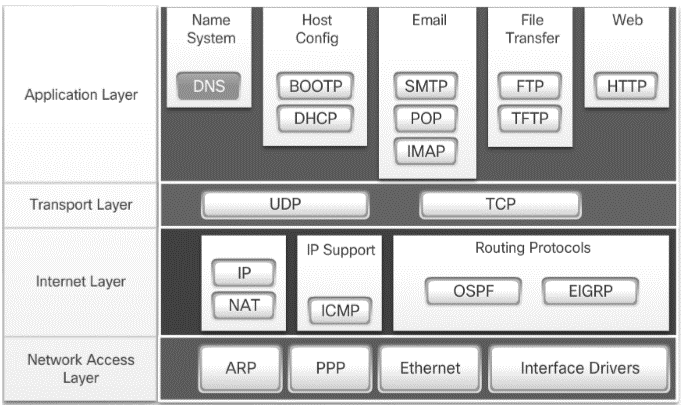 Application Layer
Name
System
DNS
Host
Config
BOOTP
DHCP
Email
SMTP
POP
IMAP
File
Transfer
FTP
TFTP
Web
HTTP
Transport Layer
UDP
TCP
Internet Layer
IP
NAT
IP Support
ICMP
Routing Protocols
OSPF
EIGRP
Network Access
Layer
ARP
PPP
Ethernet
Interface Drivers